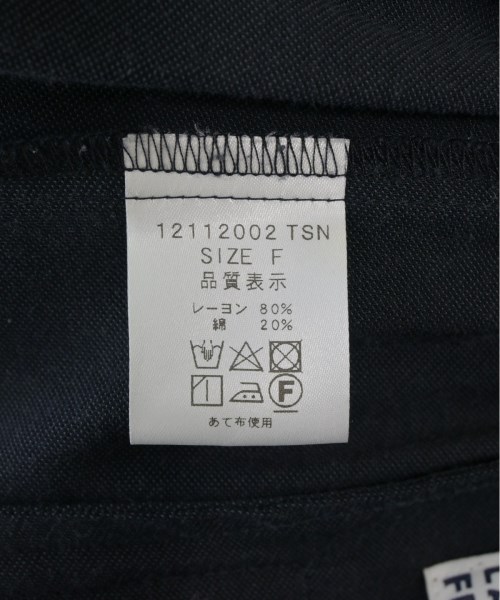 12112002 TSN
SIZE F
品質表示
レーヨン 80%
綿 20%
F
あて布使用